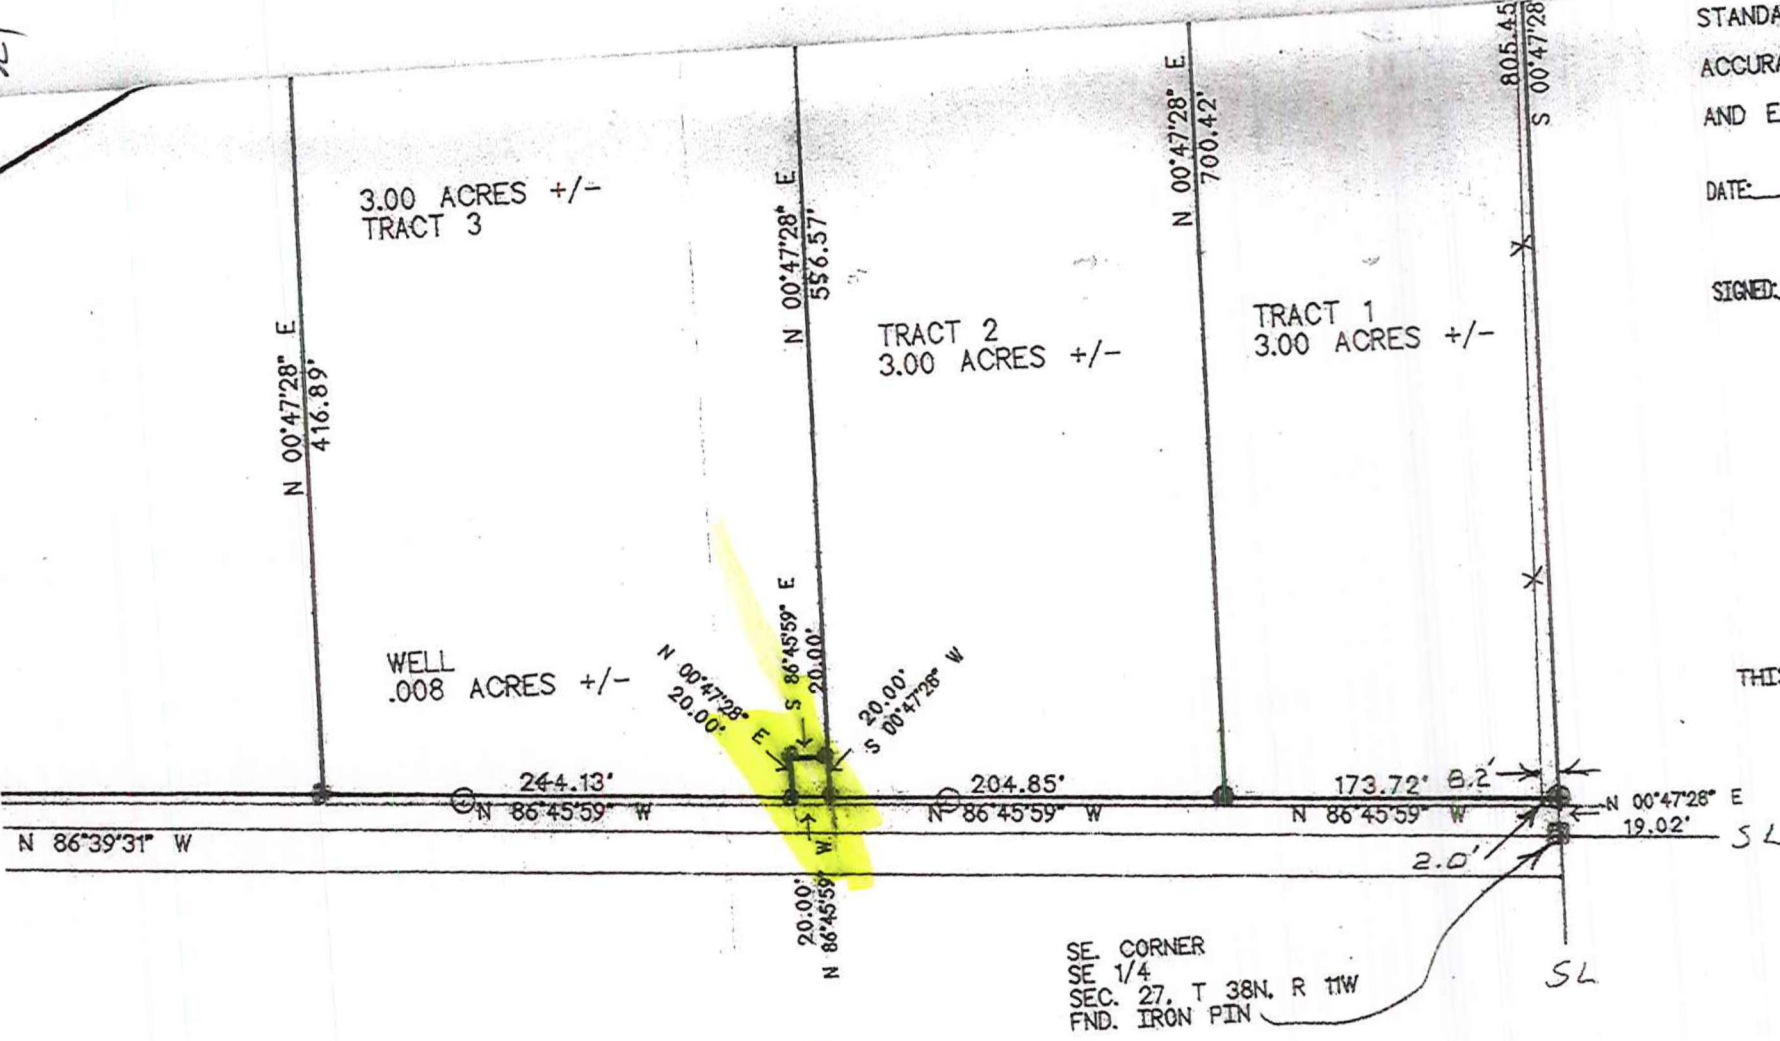 STANDA
ACCURA
AND E
DATE:
SIGNED:
805.45
S 00°47'28
N 00°47'28" E
700.42'
N 00°47'28" E
556.57'
3.00 ACRES +/-
TRACT 3
TRACT 2
3.00 ACRES +/-
TRACT 1
3.00 ACRES +/-
N 00°47'28" E
416.89'
WELL
.008 ACRES +/-
N 00°47'28" E
20.00'
S 86°45'59" E
20.00'
20.00'
S 00°47'28" W
THIS
244.13'
N 86°45'59" W
204.85'
N 86°45'59" W
173.72'
N 86°45'59" W
8.2'
N 00°47'28" E
19.02'
SL
N 86°39'31" W
2.0'
20.00'
N 86°45'59" W
SE. CORNER
SE 1/4
SEC. 27, T 38N. R 11W
FND. IRON PIN
SL